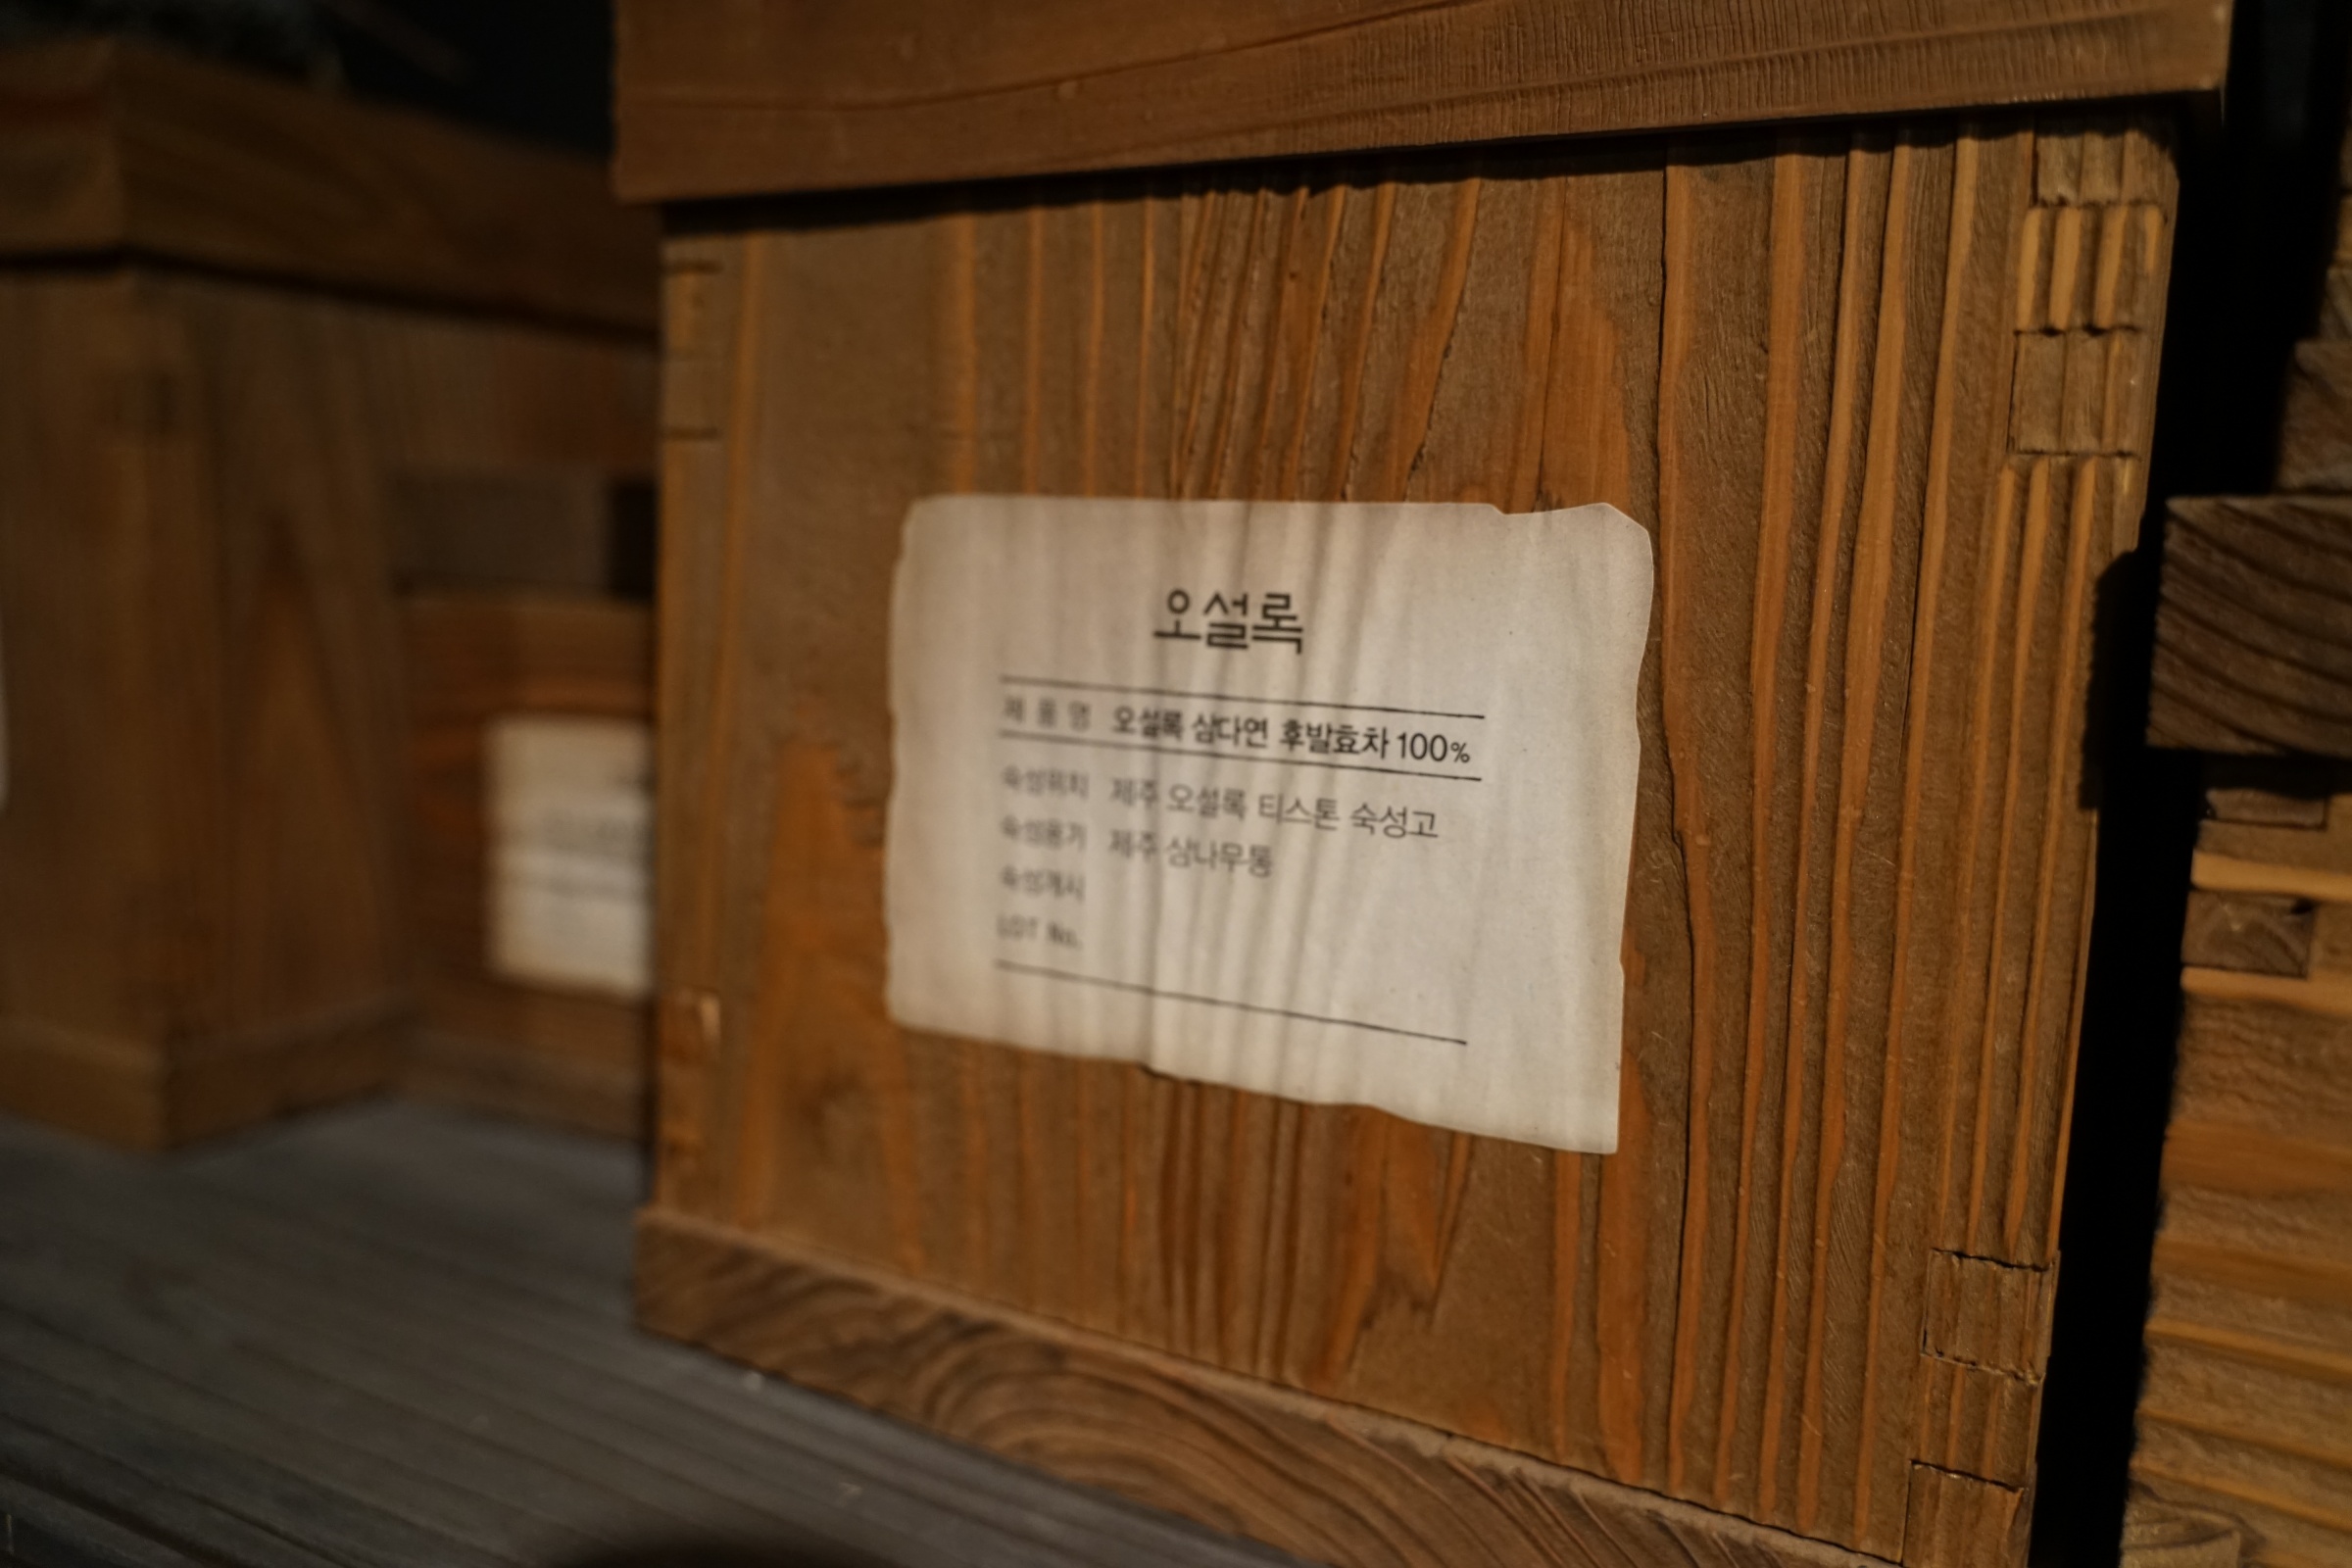 오설록
제 품 명 오설록 삼다연 후발효차 100%
숙성위치 제주 오설록 티스톤 숙성고
숙성용기 제주 삼나무통
숙성개시
LOT No.